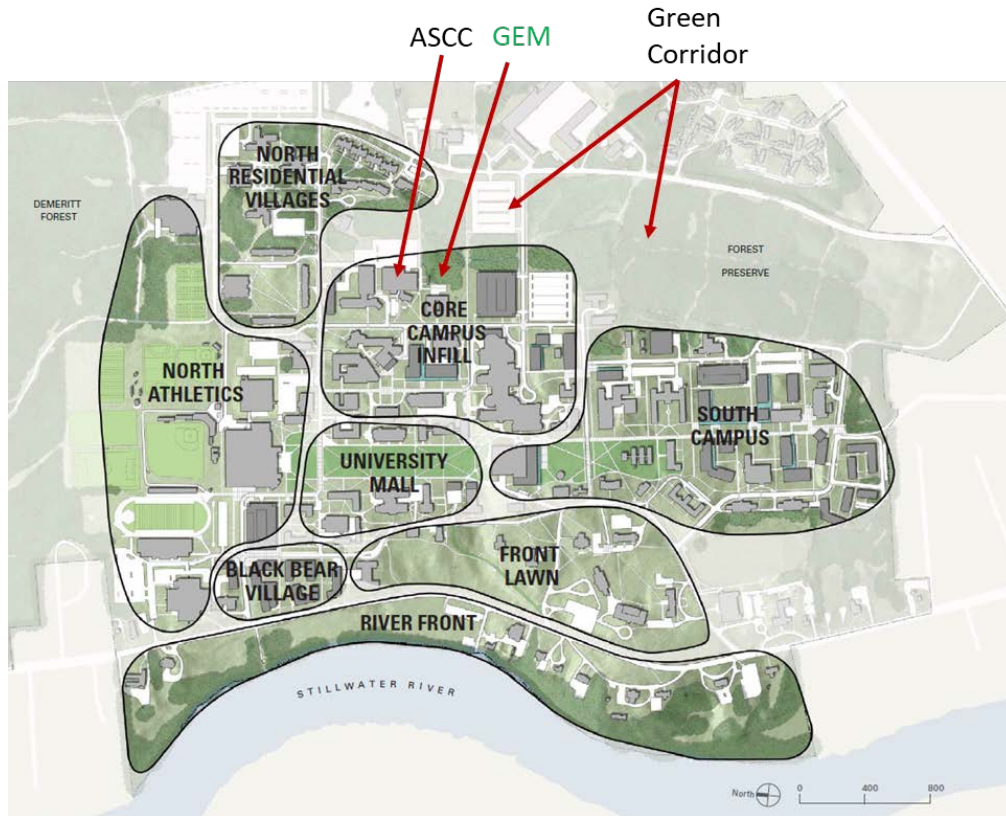 ASCC GEM
Green
Corridor
NORTH
RESIDENTIAL
VILLAGES
DEMERITT
FOREST
FOREST
PRESERVE
CORE
CAMPUS
INFILL
NORTH
ATHLETICS
SOUTH
CAMPUS
UNIVERSITY
MALL
FRONT
LAWN
BLACK BEAR
VILLAGE
RIVER FRONT
STILLWATER RIVER
North
0 400 800